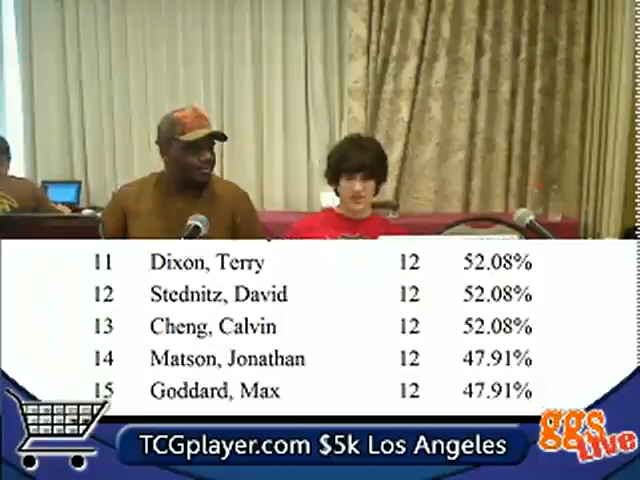 11 Dixon, Terry 12 52.08%
12 Stednitz, David 12 52.08%
13 Cheng, Calvin 12 52.08%
14 Matson, Jonathan 12 47.91%
15 Goddard, Max 12 47.91%
TCGplayer.com $5k Los Angeles
ggs
Live